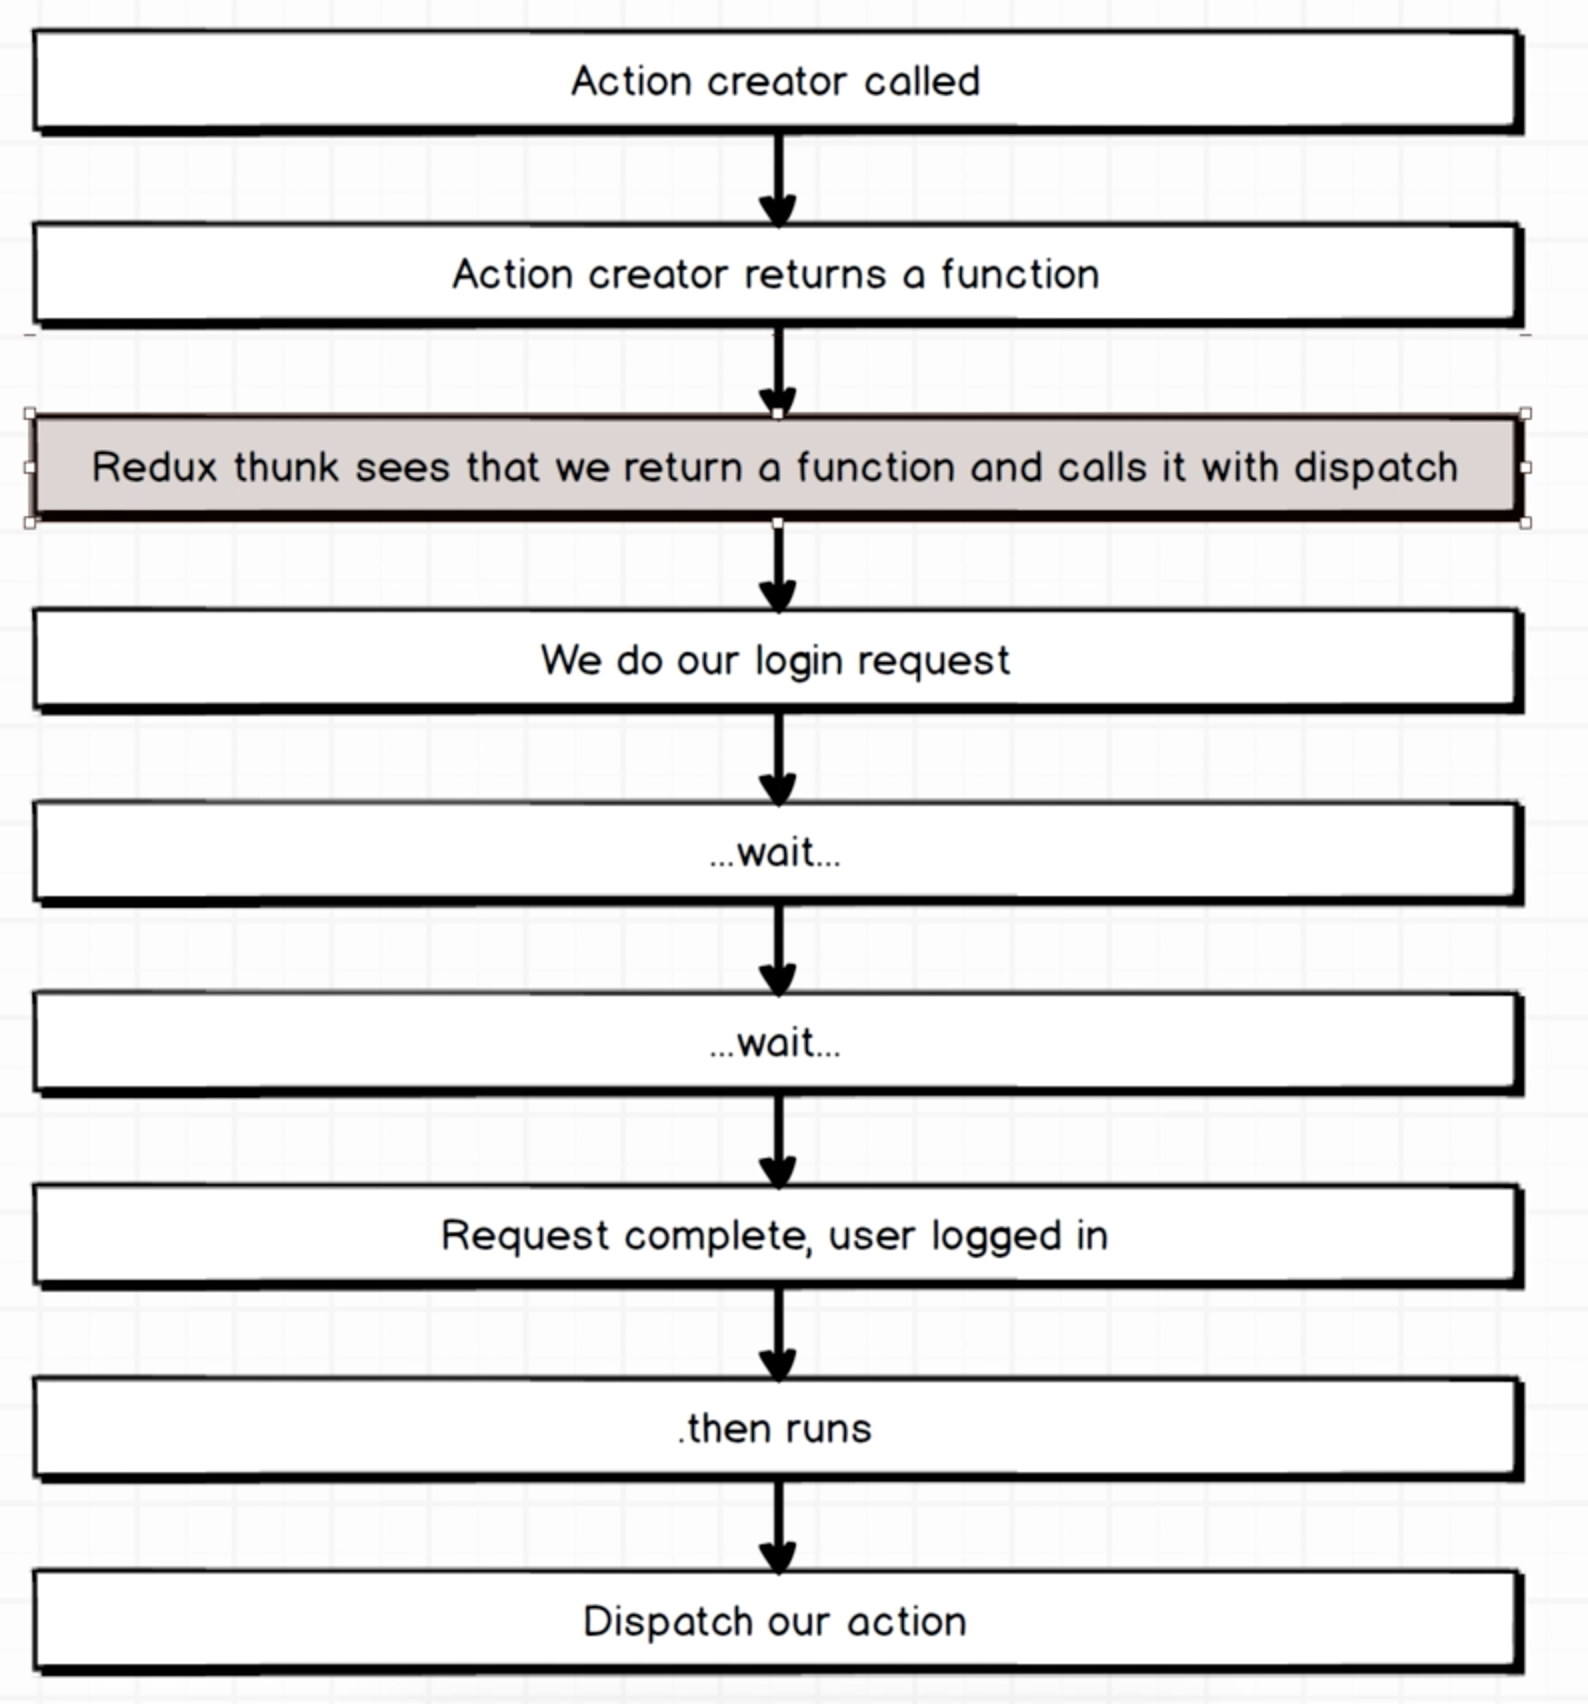 Action creator called
Action creator returns a function
Redux thunk sees that we return a function and calls it with dispatch
We do our login request
...wait...
...wait...
Request complete, user logged in
.then runs
Dispatch our action